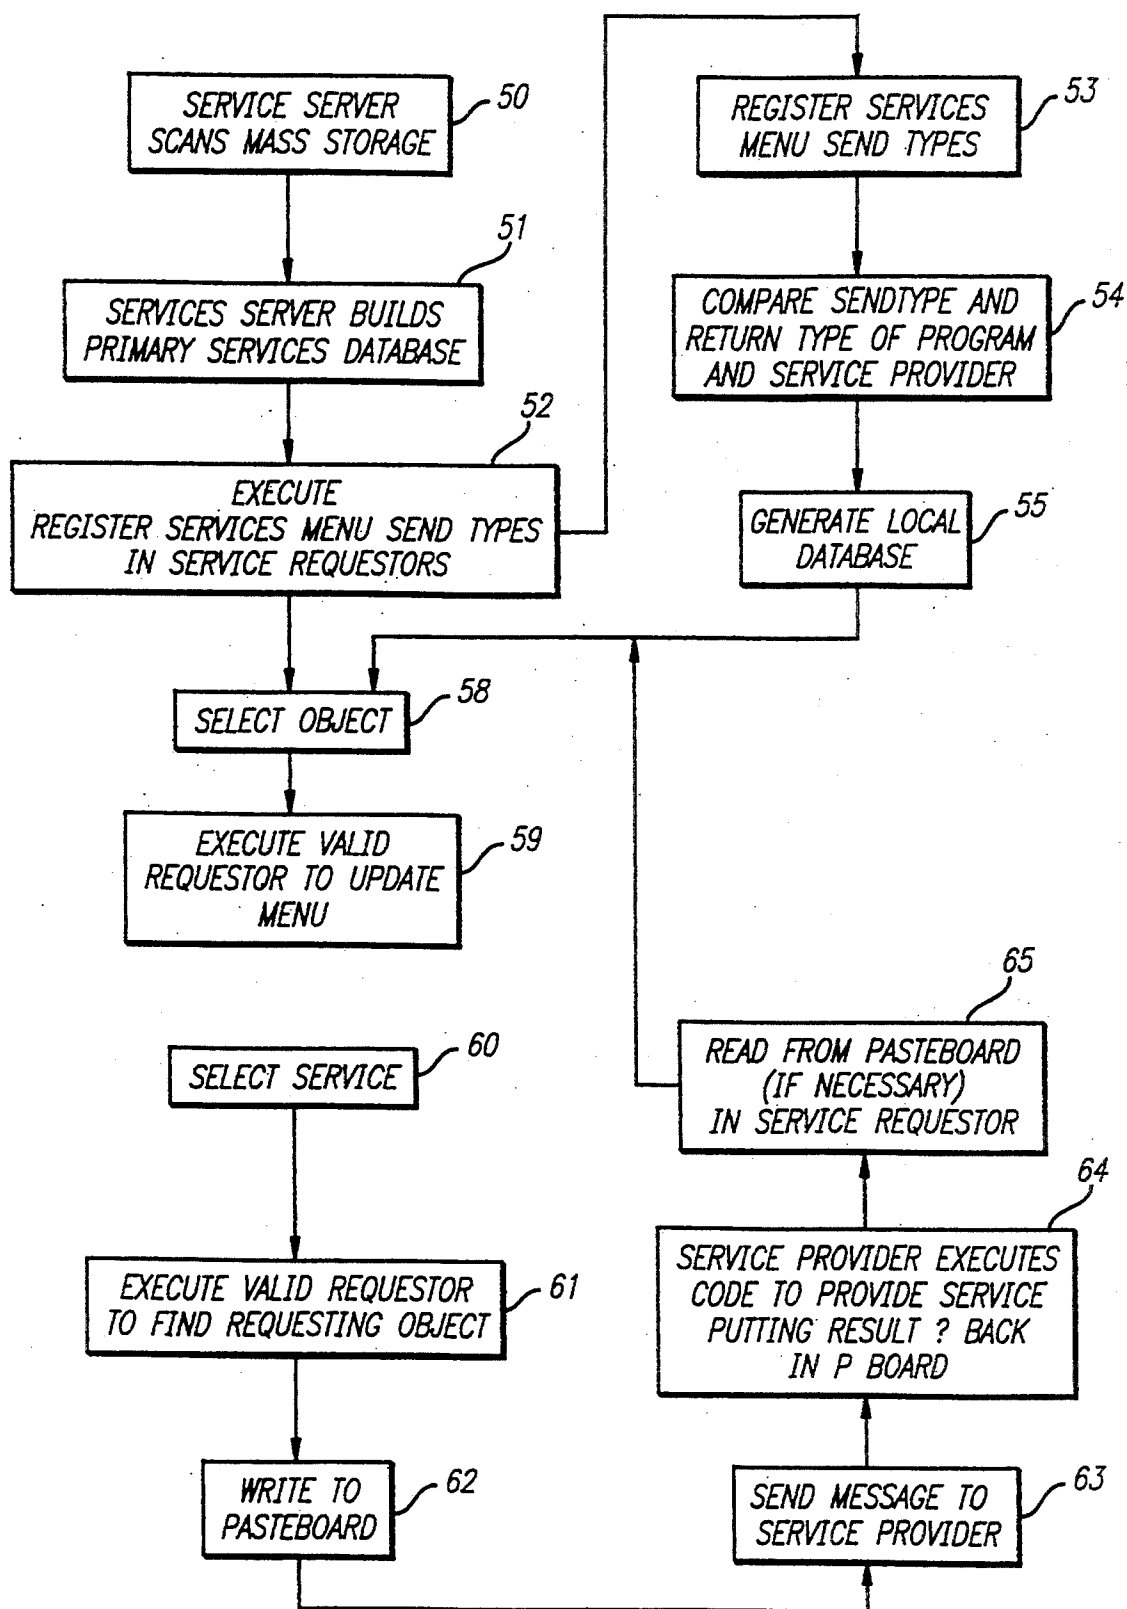 SERVICE SERVER
SCANS MASS STORAGE
50
SERVICES SERVER BUILDS
PRIMARY SERVICES DATABASE
51
EXECUTE
REGISTER SERVICES MENU SEND TYPES
IN SERVICE REQUESTORS
52
REGISTER SERVICES
MENU SEND TYPES
53
COMPARE SENDTYPE AND
RETURN TYPE OF PROGRAM
AND SERVICE PROVIDER
54
GENERATE LOCAL
DATABASE
55
SELECT OBJECT
58
EXECUTE VALID
REQUESTOR TO UPDATE
MENU
59
SELECT SERVICE
60
EXECUTE VALID REQUESTOR
TO FIND REQUESTING OBJECT
61
WRITE TO
PASTEBOARD
62
SEND MESSAGE TO
SERVICE PROVIDER
63
SERVICE PROVIDER EXECUTES
CODE TO PROVIDE SERVICE
PUTTING RESULT ? BACK
IN P BOARD
64
READ FROM PASTEBOARD
(IF NECESSARY)
IN SERVICE REQUESTOR
65